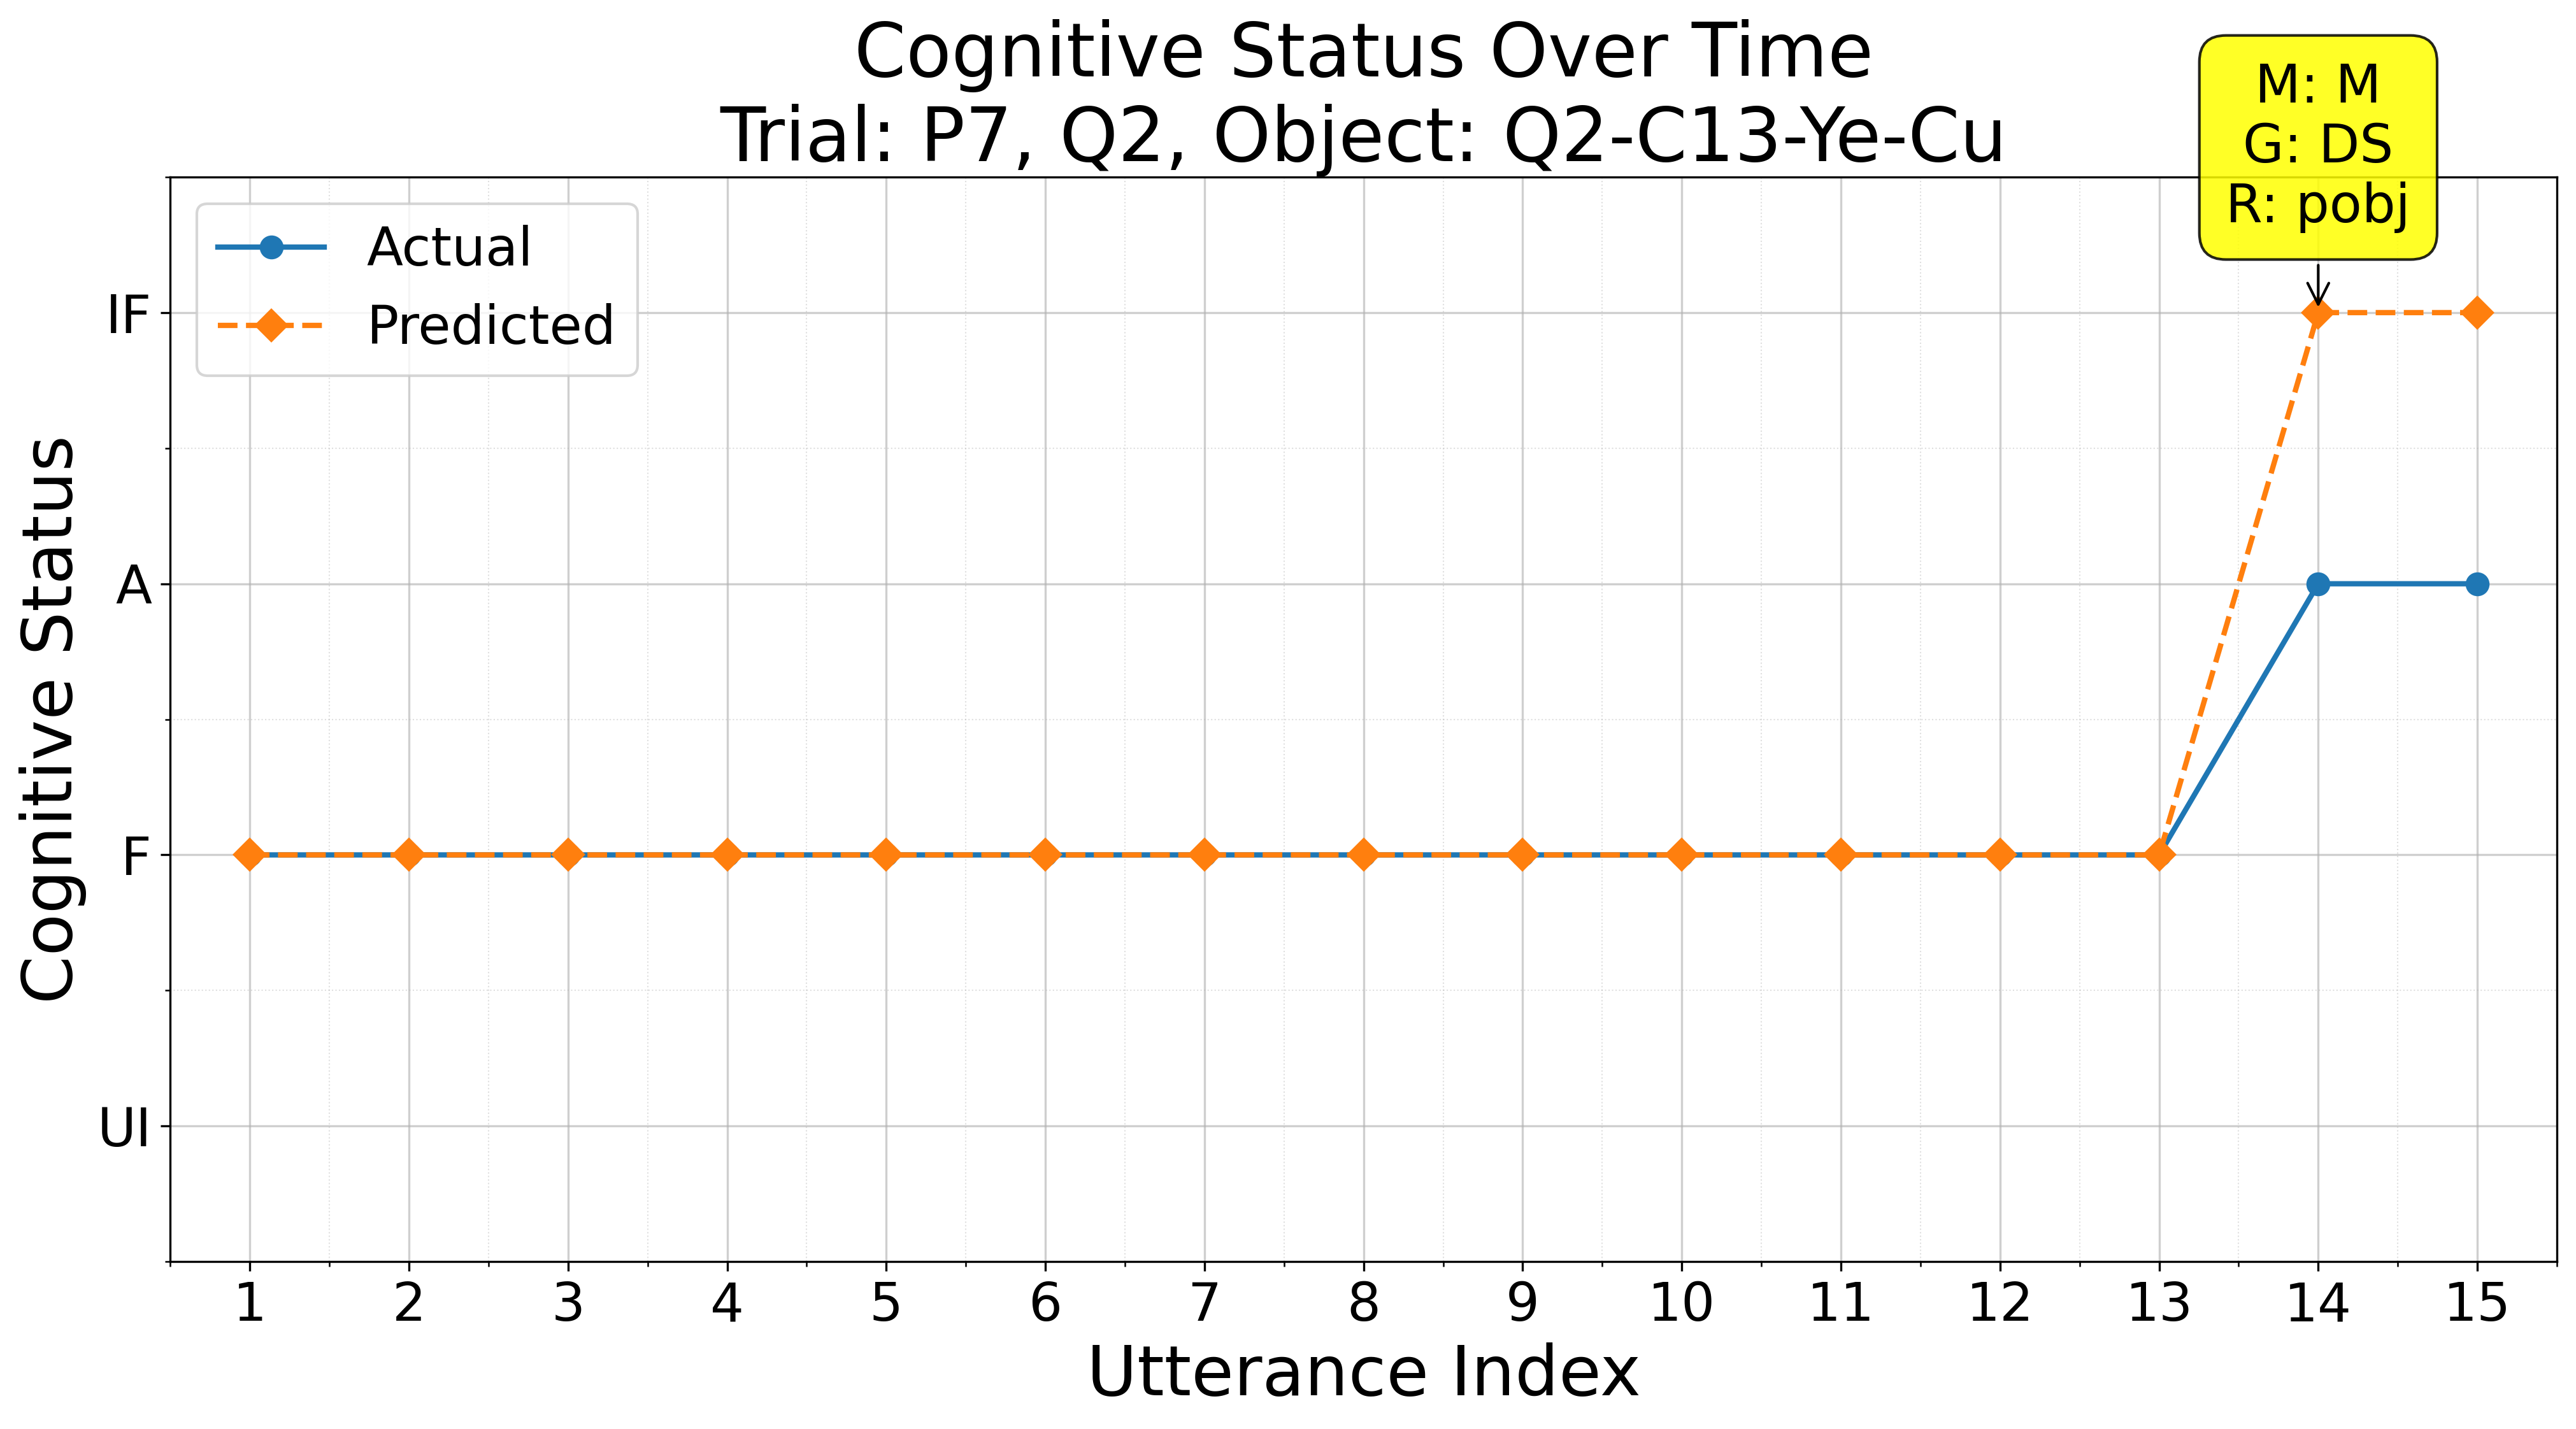 Cognitive Status Over Time
Trial: P7, Q2, Object: Q2-C13-Ye-Cu
M: M
G: DS
R: pobj
Actual
Predicted
Cognitive Status
IF
A
F
UI
1 2 3 4 5 6 7 8 9 10 11 12 13 14 15
Utterance Index